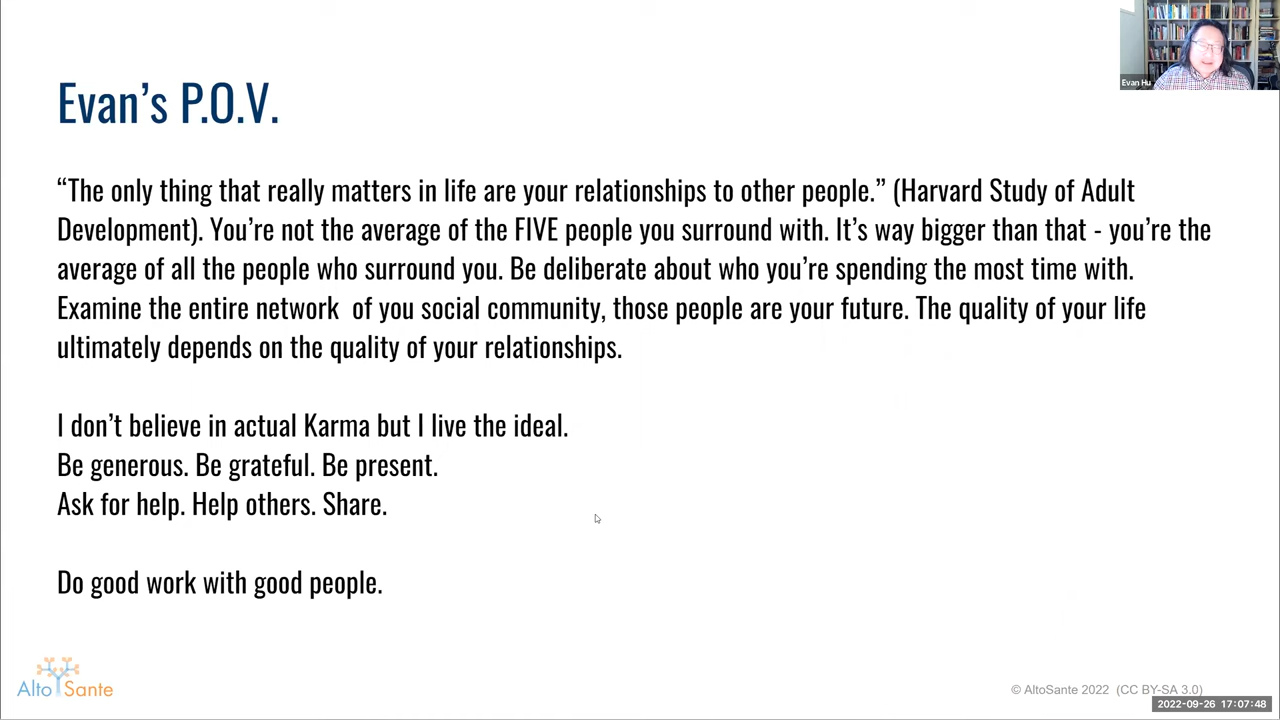 Evan’s P.O.V.
Evan Hu
“The only thing that really matters in life are your relationships to other people.” (Harvard Study of Adult
Development). You’re not the average of the FIVE people you surround with. It’s way bigger than that - you’re the
average of all the people who surround you. Be deliberate about who you’re spending the most time with.
Examine the entire network  of you social community, those people are your future. The quality of your life
ultimately depends on the quality of your relationships.
I don’t believe in actual Karma but I live the ideal.
Be generous. Be grateful. Be present.
Ask for help. Help others. Share.
Do good work with good people.
Alto Sante
© AltoSante 2022  (CC BY-SA 3.0)
2022-09-26 17:07:48